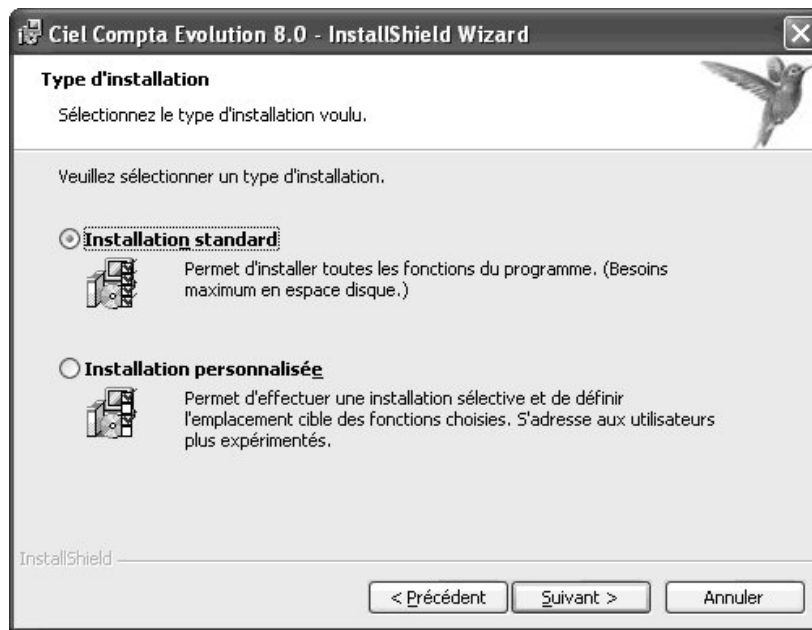 Ciel Compta Evolution 8.0 - InstallShield Wizard
Type d'installation
Sélectionnez le type d'installation voulu.
Veuillez sélectionner un type d'installation.
Installation standard
Permet d'installer toutes les fonctions du programme. (Besoins
maximum en espace disque.)
Installation personnalisée
Permet d'effectuer une installation sélective et de définir
l'emplacement cible des fonctions choisies. S'adresse aux utilisateurs
plus expérimentés.
InstallShield
< Précédent Suivant > Annuler